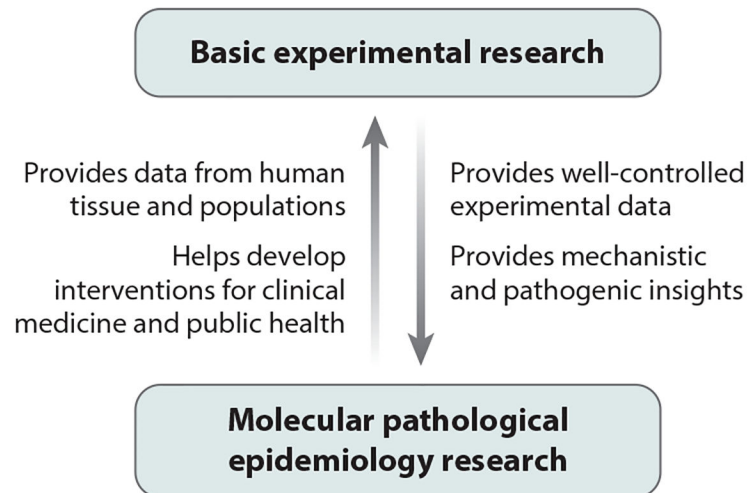 Basic experimental research
Provides data from human
tissue and populations
Helps develop
interventions for clinical
medicine and public health
Provides well-controlled
experimental data
Provides mechanistic
and pathogenic insights
Molecular pathological
epidemiology research